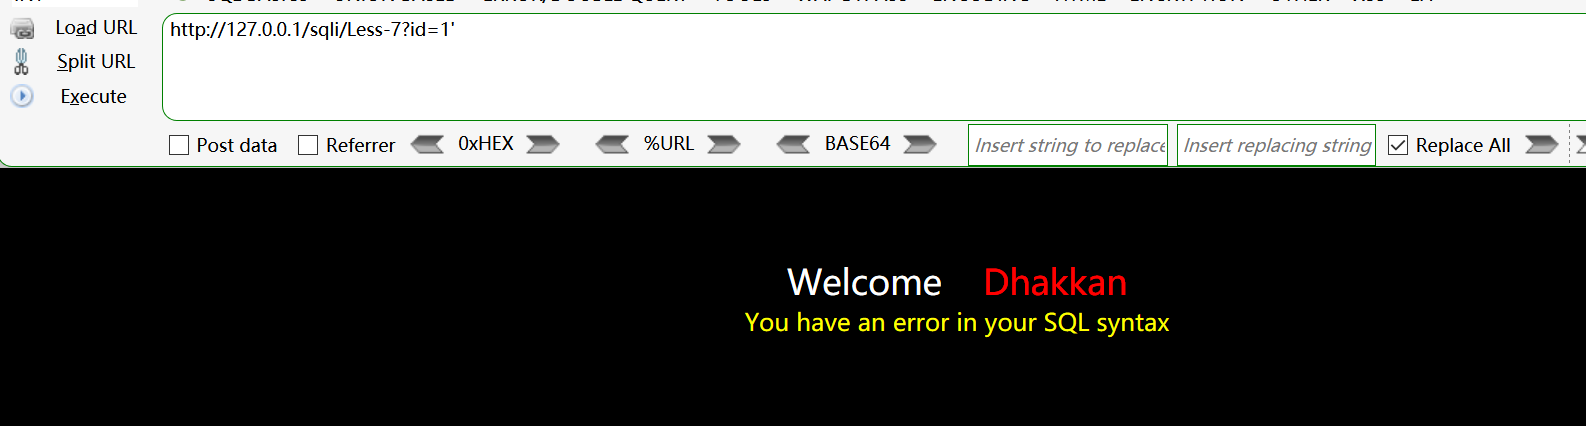 Load URL
http://127.0.0.1/sqli/Less-7?id=1'
Split URL
Execute
Post data Referrer 0xHEX %URL BASE64 Insert string to replace Insert replacing string Replace All
Welcome Dhakkan
You have an error in your SQL syntax